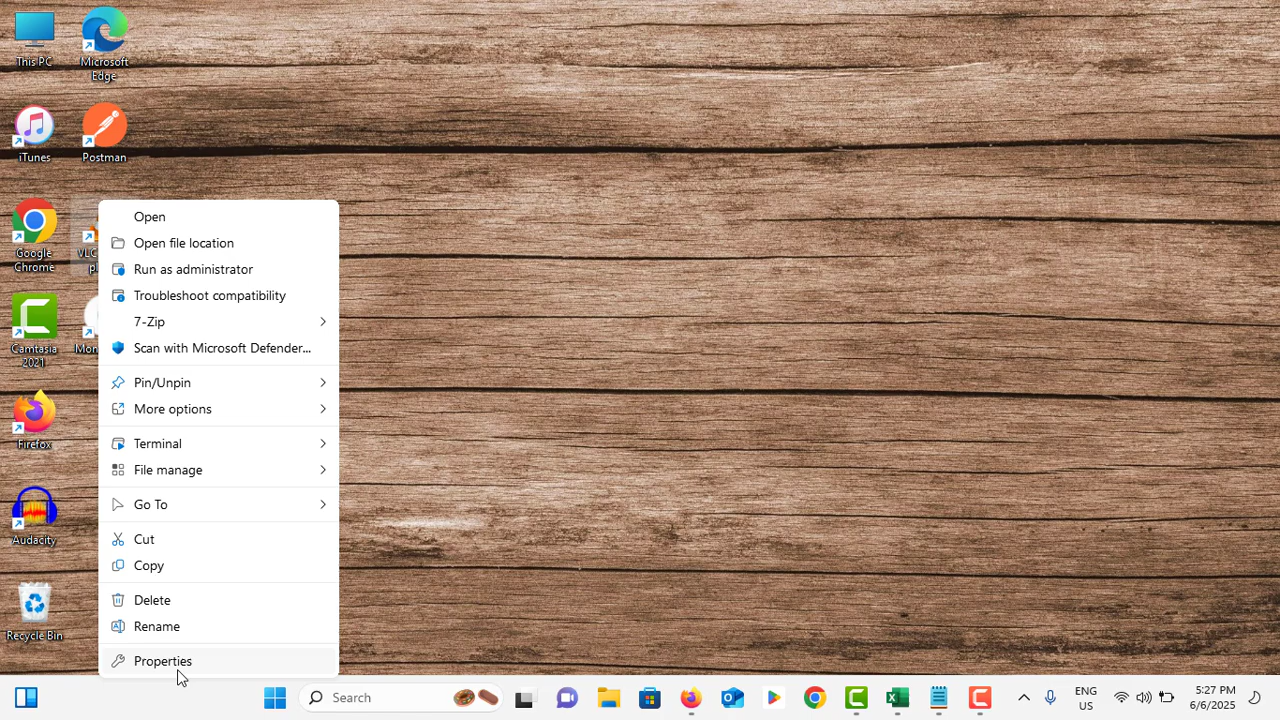 This PC
Microsoft
Edge
iTunes
Postman
Google
Chrome
VLC
pl
Camtasia
2021
Mon
Firefox
Audacity
Recycle Bin
Open
Open file location
Run as administrator
Troubleshoot compatibility
7-Zip
Scan with Microsoft Defender...
Pin/Unpin
More options
Terminal
File manage
Go To
Cut
Copy
Delete
Rename
Properties
Search
ENG
US
5:27 PM
6/6/2025